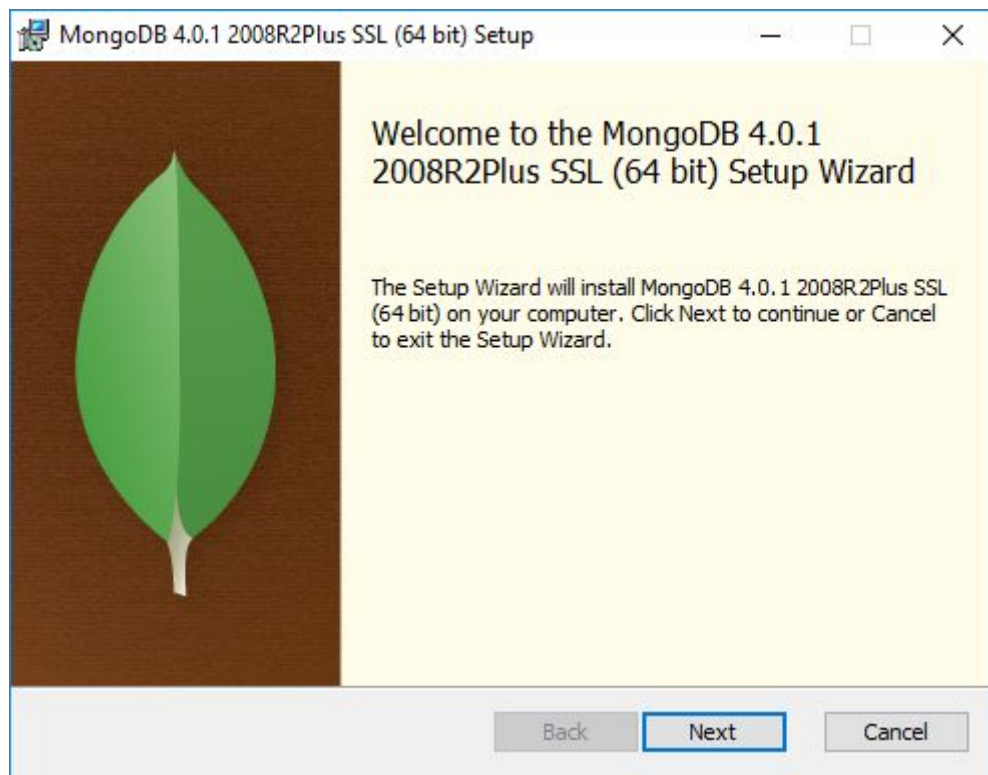 MongoDB 4.0.1 2008R2Plus SSL (64 bit) Setup
Welcome to the MongoDB 4.0.1
2008R2Plus SSL (64 bit) Setup Wizard
The Setup Wizard will install MongoDB 4.0.1 2008R2Plus SSL
(64 bit) on your computer. Click Next to continue or Cancel
to exit the Setup Wizard.
Back Next Cancel